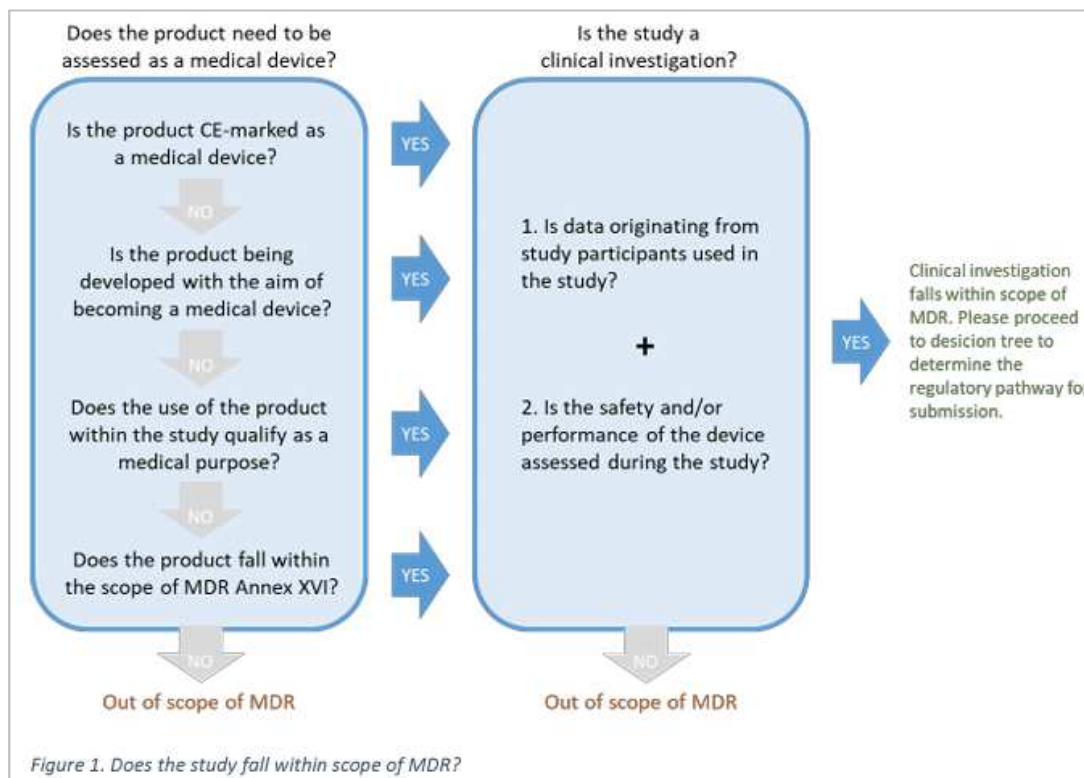 Does the product need to be
assessed as a medical device?
Is the product CE-marked as
a medical device?
NO
Is the product being
developed with the aim of
becoming a medical device?
NO
Does the use of the product
within the study qualify as a
medical purpose?
NO
Does the product fall within
the scope of MDR Annex XVI?
NO
Out of scope of MDR
YES
YES
YES
YES
Is the study a
clinical investigation?
1. Is data originating from
study participants used in
the study?
+
2. Is the safety and/or
performance of the device
assessed during the study?
NO
Out of scope of MDR
YES
Clinical investigation
falls within scope of
MDR. Please proceed
to desicion tree to
determine the
regulatory pathway for
submission.
Figure 1. Does the study fall within scope of MDR?